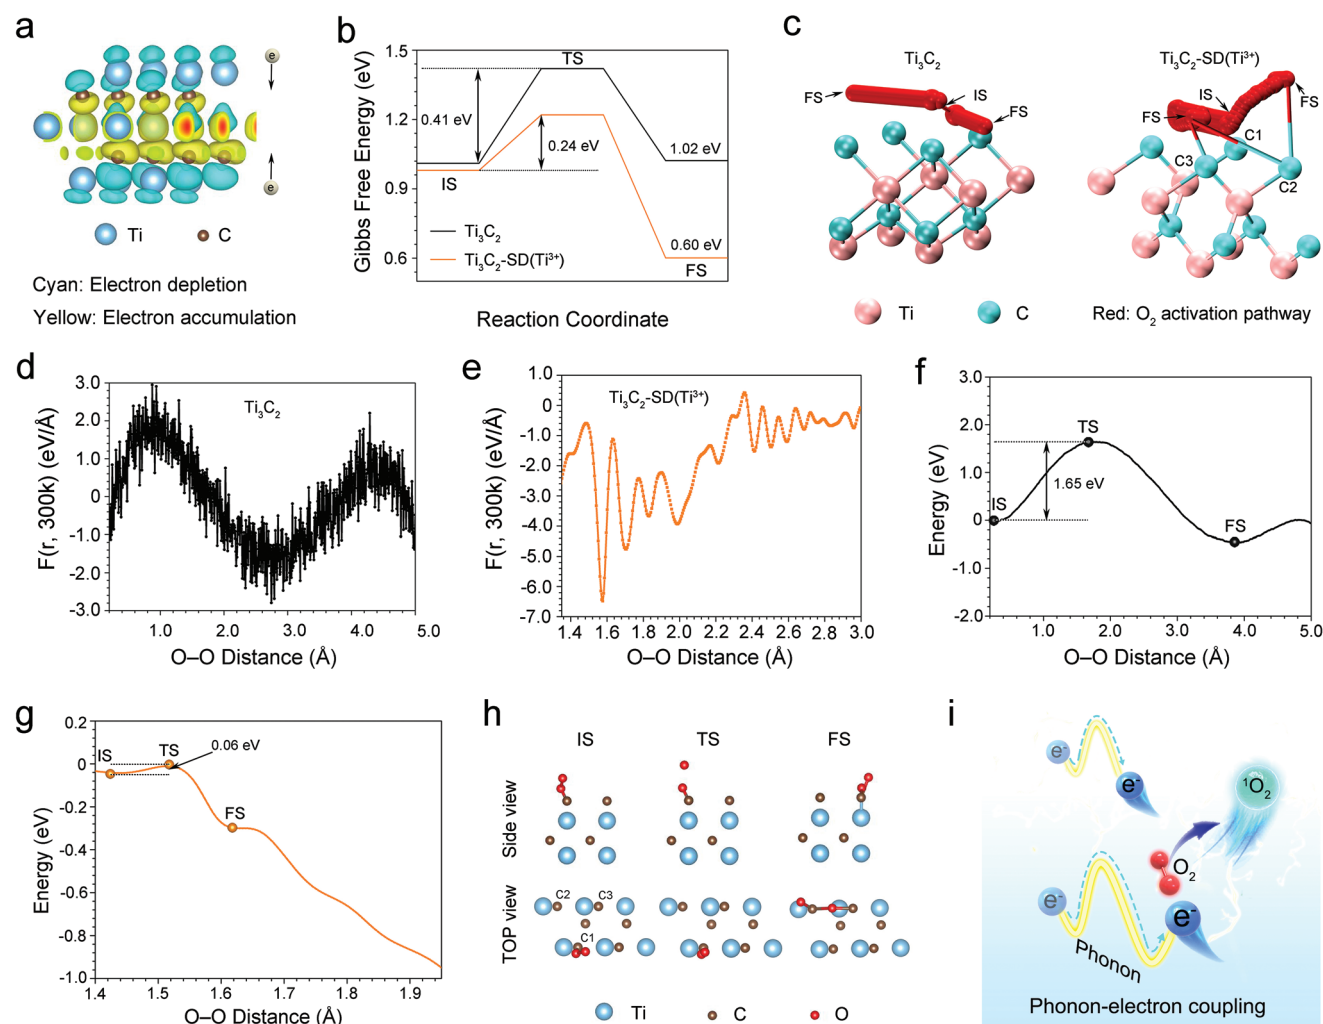 a
e
e
Ti
C
Cyan: Electron depletion
Yellow: Electron accumulation
b
Gibbs Free Energy (eV)
1.5
1.2
0.9
0.6
TS
0.41 eV
0.24 eV
1.02 eV
IS
Ti3C2
Ti3C2-SD(Ti3+)
0.60 eV
FS
Reaction Coordinate
c
Ti3C2
Ti3C2-SD(Ti3+)
FS
IS
FS
IS
FS
FS
C1
C3
C2
Ti
C
Red: O2 activation pathway
d
F(r, 300k) (eV/Å)
3.0
2.0
1.0
0
-1.0
-2.0
-3.0
Ti3C2
1.0 2.0 3.0 4.0 5.0
O–O Distance (Å)
e
F(r, 300k) (eV/Å)
1.0
0
-1.0
-2.0
-3.0
-4.0
-5.0
-6.0
-7.0
Ti3C2-SD(Ti3+)
1.4 1.6 1.8 2.0 2.2 2.4 2.6 2.8 3.0
O–O Distance (Å)
f
Energy (eV)
3.0
2.0
1.0
0
-1.0
-2.0
TS
1.65 eV
IS
FS
1.0 2.0 3.0 4.0 5.0
O–O Distance (Å)
g
Energy (eV)
0.2
0
-0.2
-0.4
-0.6
-0.8
-1.0
IS
TS
0.06 eV
FS
1.4 1.5 1.6 1.7 1.8 1.9
O–O Distance (Å)
h
IS TS FS
Side view
TOP view
C2 C3
C1
Ti C O
i
e-
e-
1O2
O2
e-
e-
Phonon
Phonon-electron coupling